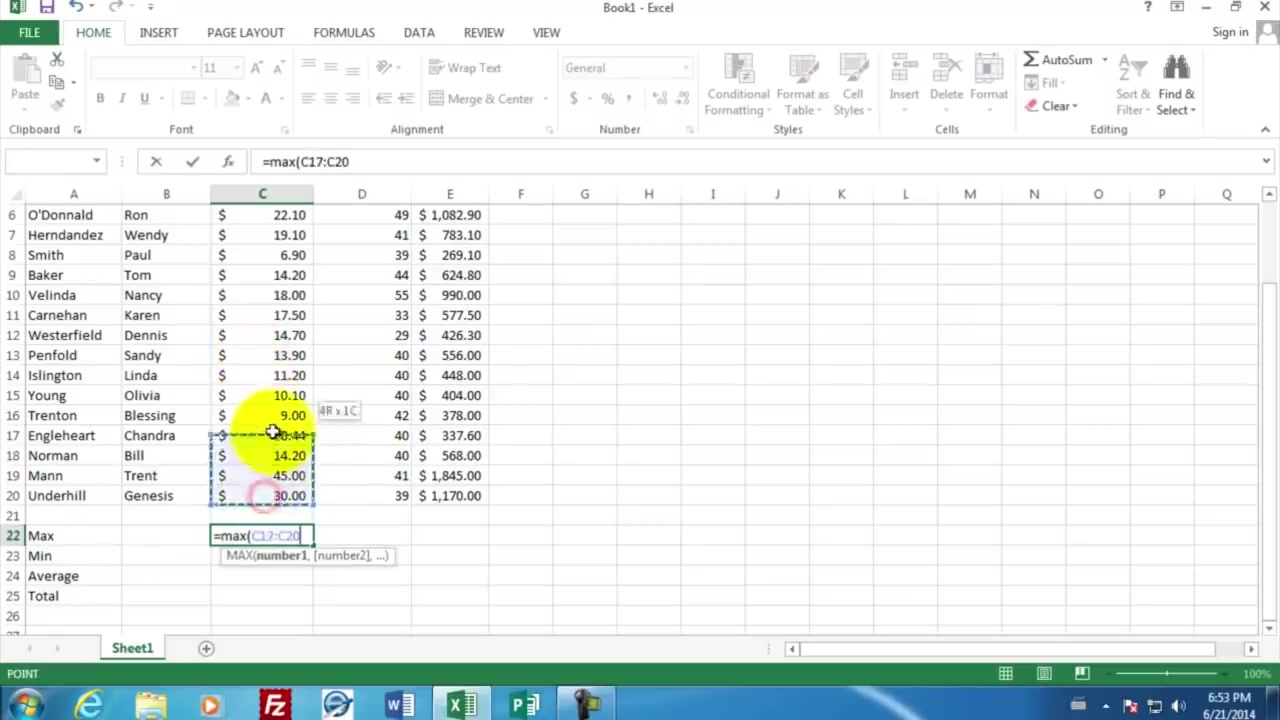 Book1 - Excel
FILE HOME INSERT PAGE LAYOUT FORMULAS DATA REVIEW VIEW Sign in
11 Wrap Text General AutoSum
Fill
Paste Merge & Center Conditional Formatting Format as Table Cell Styles Insert Delete Format Clear Sort & Filter Find & Select
Clipboard Font Alignment Number Styles Cells Editing
=max(C17:C20
A B C D E F G H I J K L M N O P Q
6 O'Donnald Ron $ 22.10 49 $ 1,082.90
7 Herndandez Wendy $ 19.10 41 $ 783.10
8 Smith Paul $ 6.90 39 $ 269.10
9 Baker Tom $ 14.20 44 $ 624.80
10 Velinda Nancy $ 18.00 55 $ 990.00
11 Carnehan Karen $ 17.50 33 $ 577.50
12 Westerfield Dennis $ 14.70 29 $ 426.30
13 Penfold Sandy $ 13.90 40 $ 556.00
14 Islington Linda $ 11.20 40 $ 448.00
15 Young Olivia $ 10.10 40 $ 404.00
4R x 1C
16 Trenton Blessing $ 9.00 42 $ 378.00
17 Engleheart Chandra $ 40 $ 337.60
18 Norman Bill $ 14.20 40 $ 568.00
19 Mann Trent $ 45.00 41 $ 1,845.00
20 Underhill Genesis $ 30.00 39 $ 1,170.00
21
22 Max =max(C17:C20
23 Min MAX(number1, [number2], ...)
24 Average
25 Total
26
Sheet1
POINT 100%
6:53 PM
6/21/2014